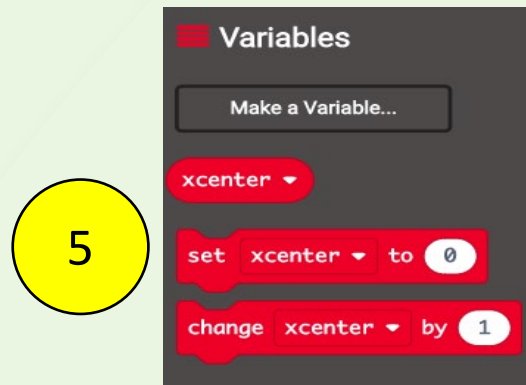 Variables
Make a Variable...
xcenter
5
set xcenter to 0
change xcenter by 1